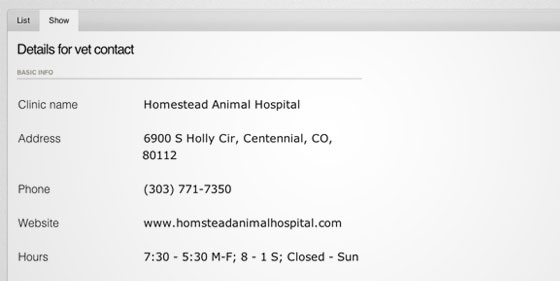 List Show
Details for vet contact
BASIC INFO
Clinic name Homestead Animal Hospital
Address 6900 S Holly Cir, Centennial, CO,
80112
Phone (303) 771-7350
Website www.homsteadanimalhospital.com
Hours 7:30 - 5:30 M-F; 8 - 1 S; Closed - Sun